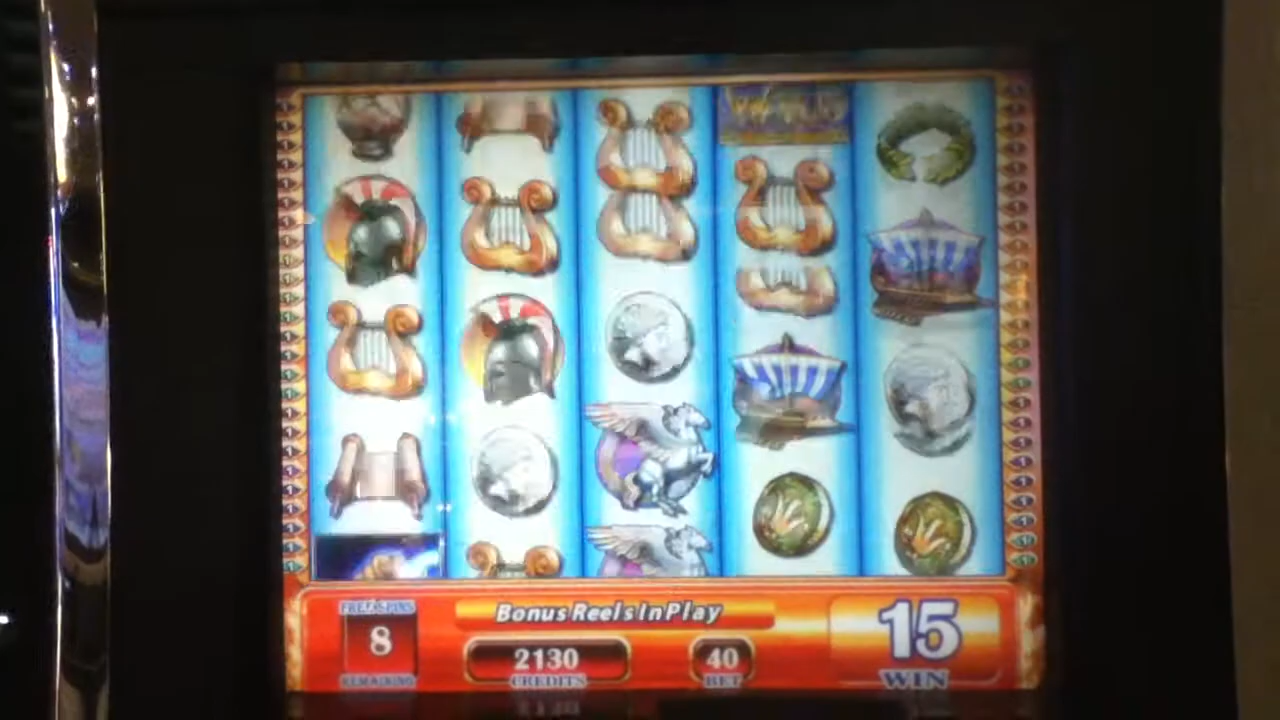 Bonus Reels In Play
FREE SPINS
8
REMAINING
2130
CREDITS
40
BET
15
WIN